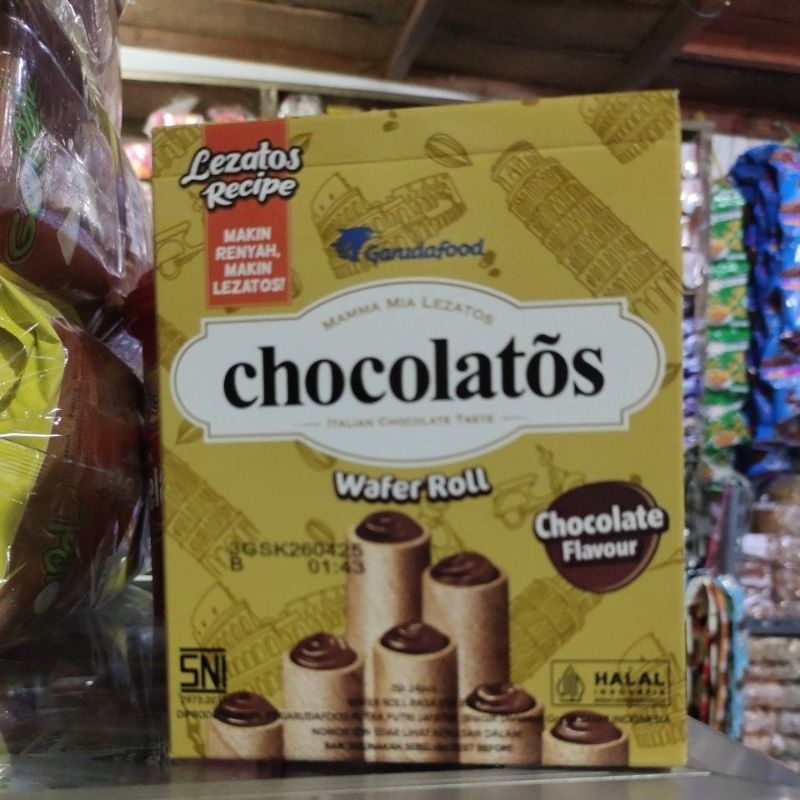 Lezatos
Recipe
MAKIN
RENYAH,
MAKIN
LEZATOS!
Garudafood
MAMMA MIA LEZATOS
chocolatõs
ITALIAN CHOCOLATE TASTE
Wafer Roll
Chocolate
Flavour
3GSK260425
B 01:43
SNI
HALAL
INDONESIA